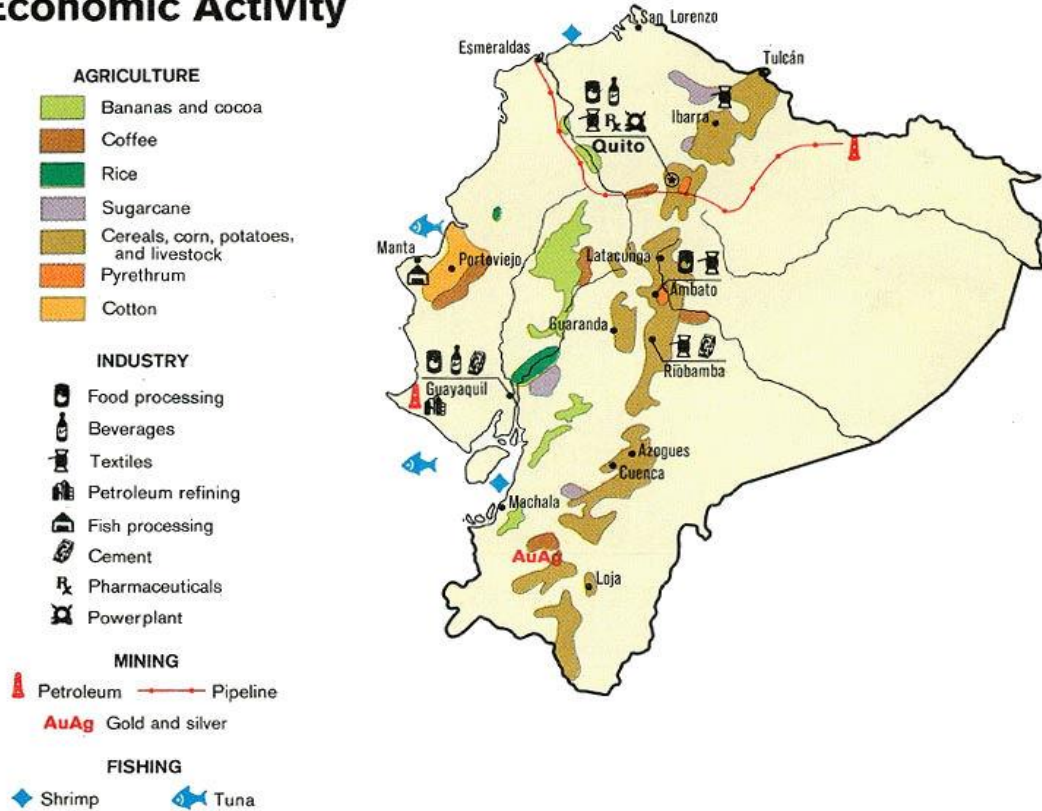 Economic Activity
AGRICULTURE
Bananas and cocoa
Coffee
Rice
Sugarcane
Cereals, corn, potatoes,
and livestock
Pyrethrum
Cotton
INDUSTRY
Food processing
Beverages
Textiles
Petroleum refining
Fish processing
Cement
Rx Pharmaceuticals
Powerplant
MINING
Petroleum Pipeline
AuAg Gold and silver
FISHING
Shrimp Tuna
San Lorenzo
Esmeraldas
Tulcán
Ibarra
Rx
Quito
Manta
Portoviejo
Latacunga
Ambato
Guaranda
Riobamba
Guayaquil
Azogues
Cuenca
Machala
AuAg
Loja